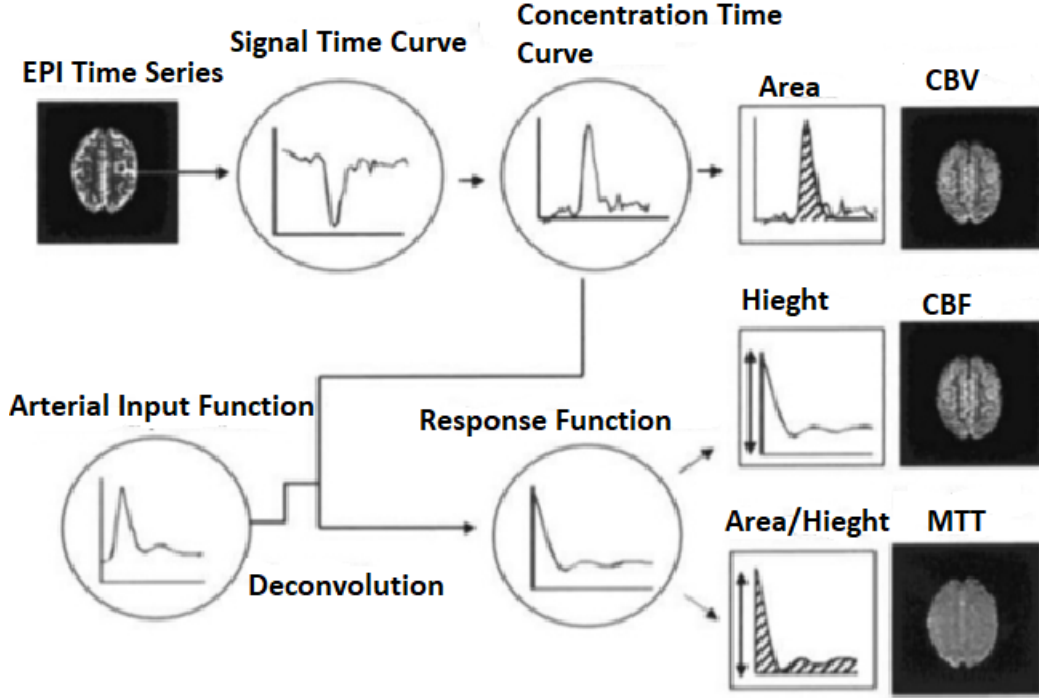 Concentration Time
Curve
Signal Time Curve
EPI Time Series
Area
CBV
Hieght
CBF
Arterial Input Function
Response Function
Area/Hieght
MTT
Deconvolution